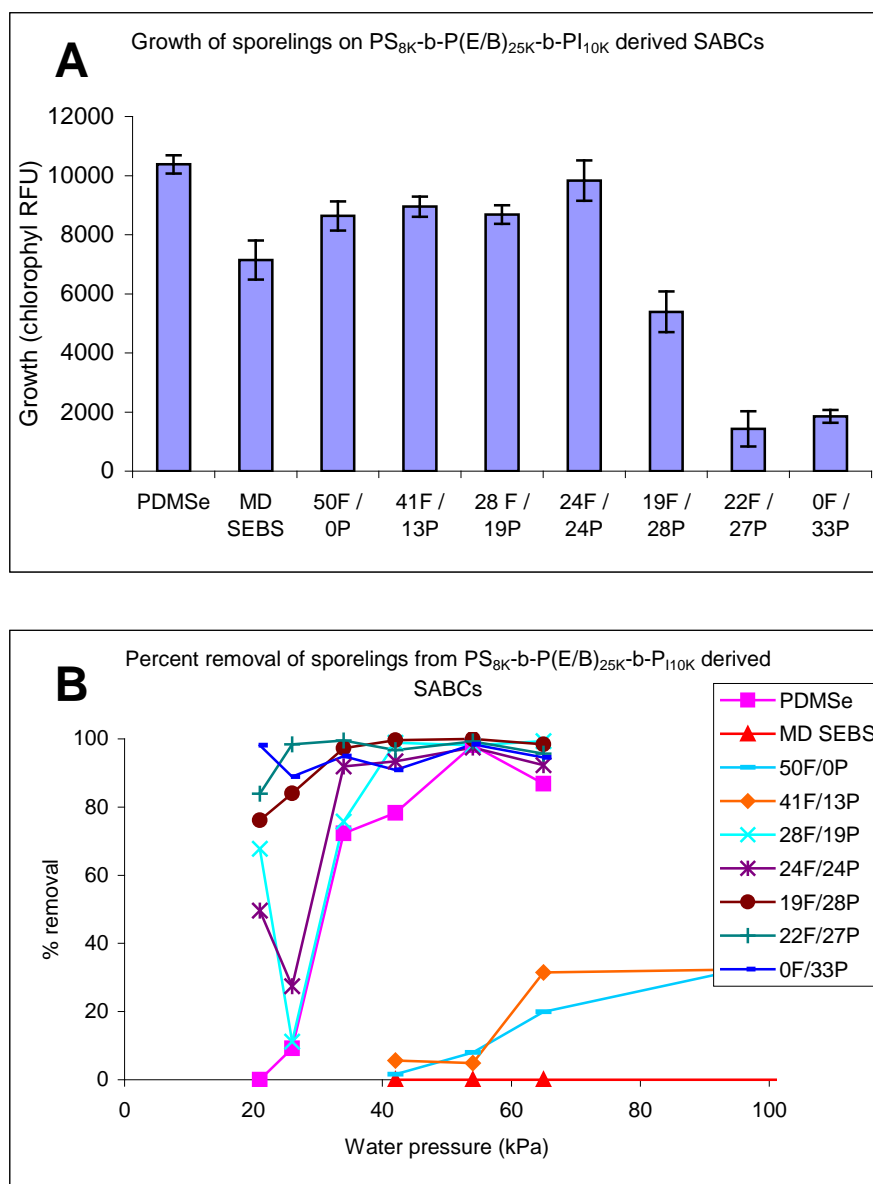 A
Growth of sporelings on PS8K-b-P(E/B)25K-b-PI10K derived SABCs
Growth (chlorophyl RFU)
12000
10000
8000
6000
4000
2000
0
PDMSe
MD SEBS
50F / 0P
41F / 13P
28 F / 19P
24F / 24P
19F / 28P
22F / 27P
0F / 33P
B
Percent removal of sporelings from PS8K-b-P(E/B)25K-b-PI10K derived
SABCs
% removal
100
80
60
40
20
0
0 20 40 60 80 100
Water pressure (kPa)
PDMSe
MD SEBS
50F/0P
41F/13P
28F/19P
24F/24P
19F/28P
22F/27P
0F/33P